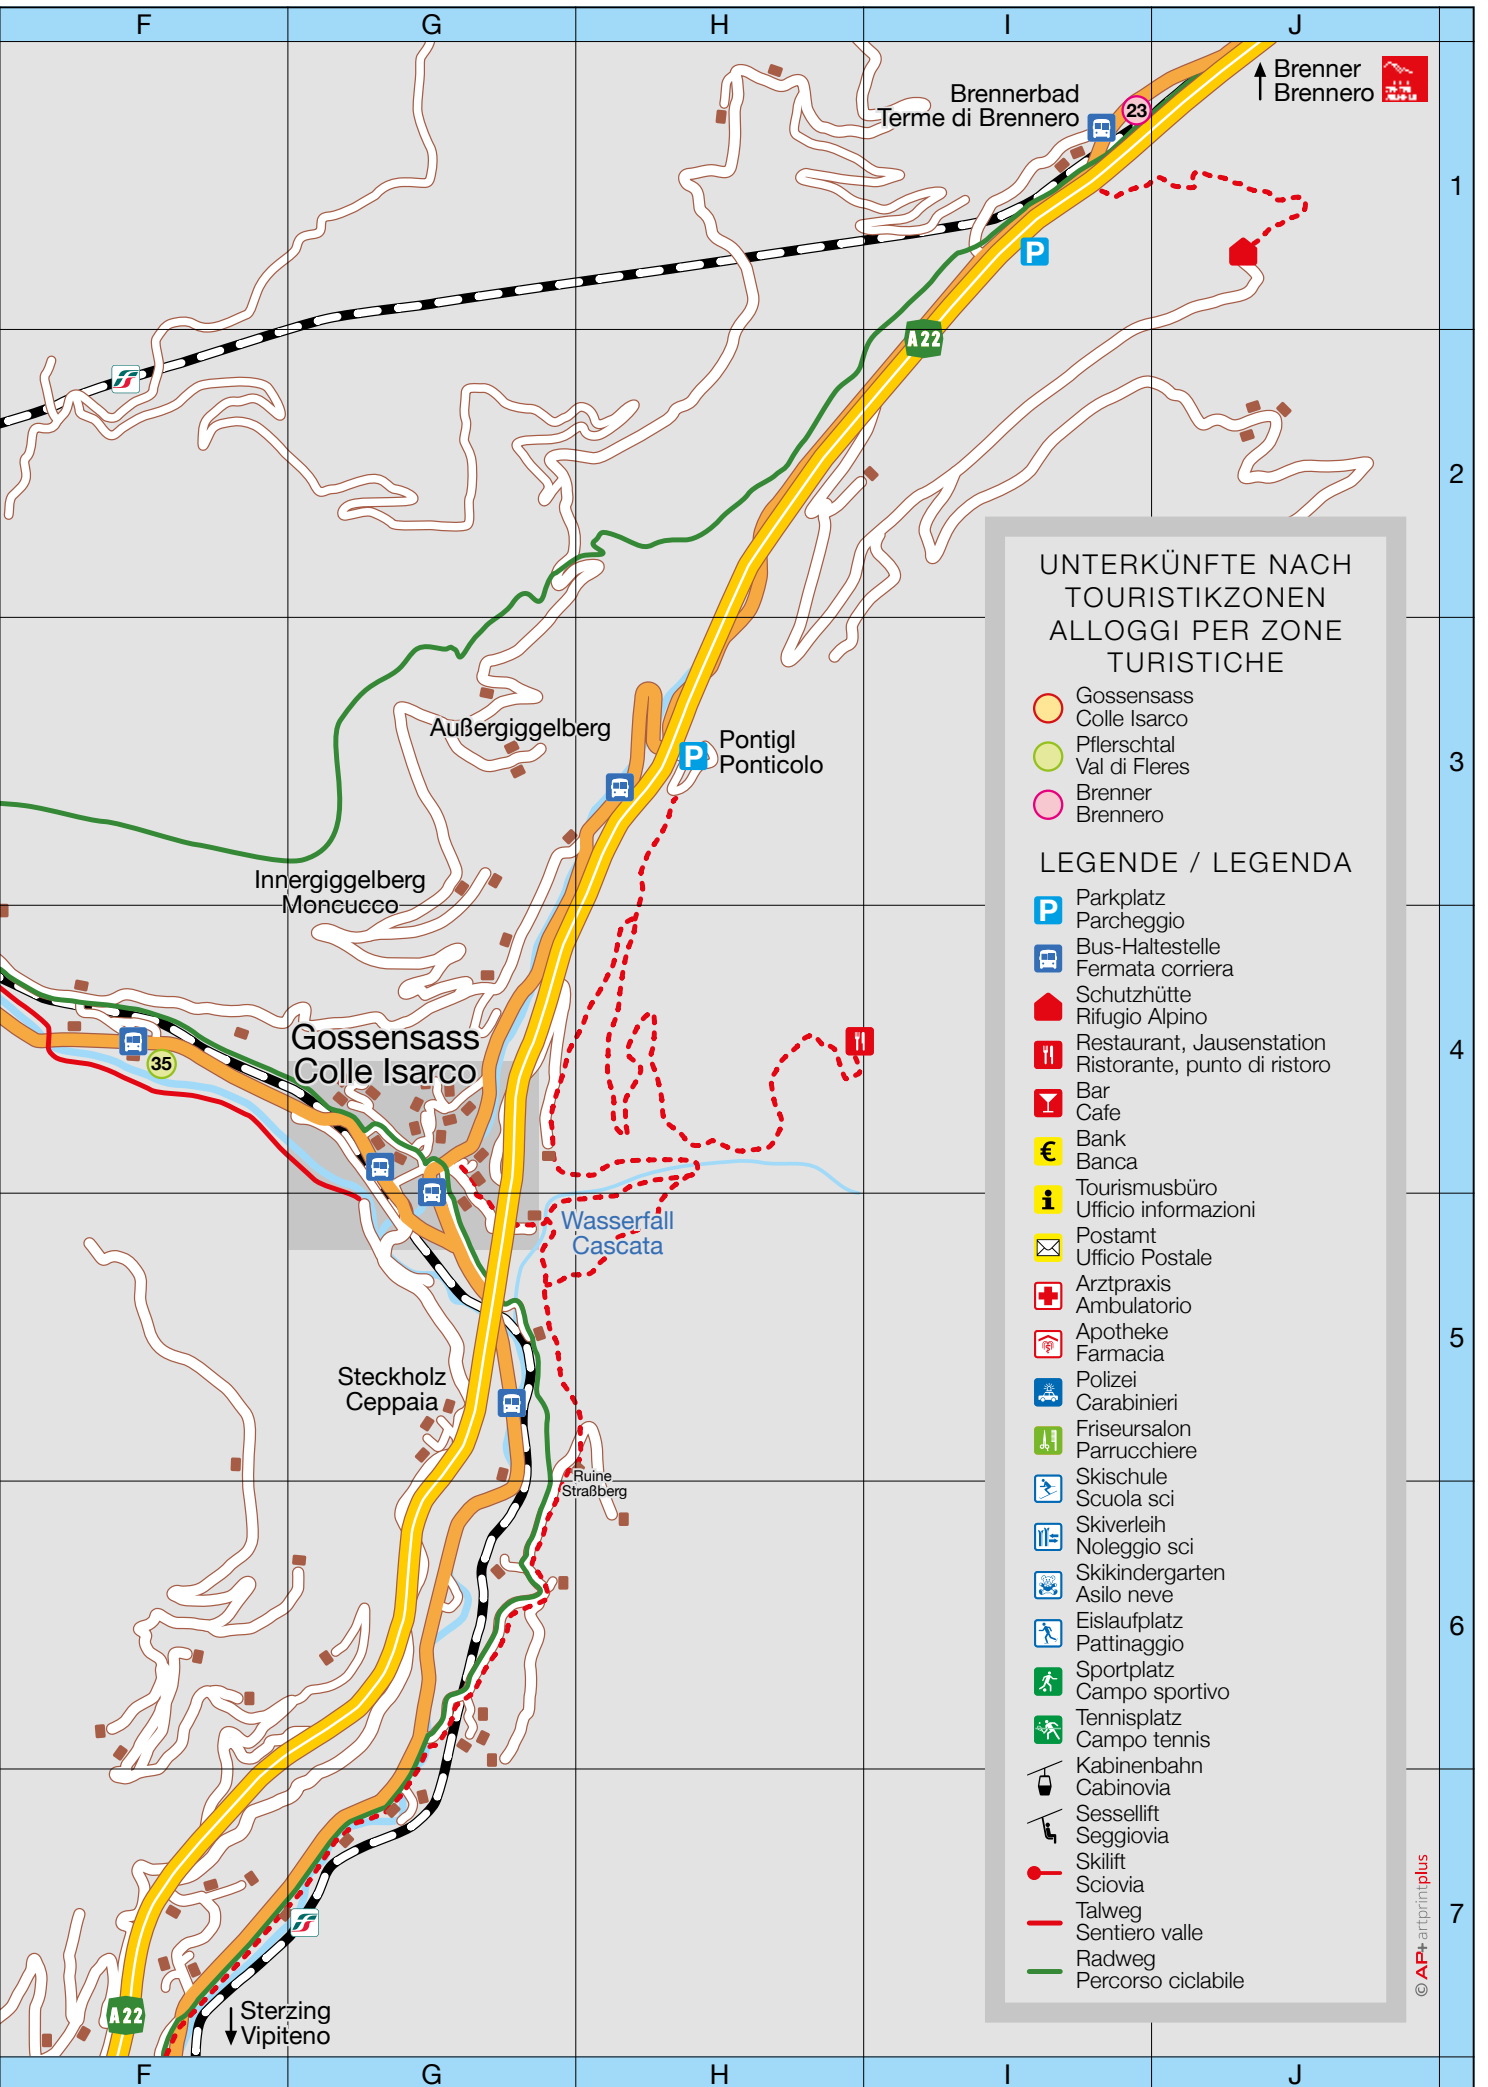 F G H I J
Brenner
Brennero
Brennerbad
Terme di Brennero
23
1
P
A22
2
UNTERKÜNFTE NACH
TOURISTIKZONEN
ALLOGGI PER ZONE
TURISTICHE
Gossensass
Colle Isarco
Pflerschtal
Val di Fleres
Brenner
Brennero
Außergiggelberg
P
Pontigl
Ponticolo
3
LEGENDE / LEGENDA
Innergiggelberg
Moncucco
P
Parkplatz
Parcheggio
Bus-Haltestelle
Fermata corriera
Schutzhütte
Rifugio Alpino
Restaurant, Jausenstation
Ristorante, punto di ristoro
Bar
Cafe
€
Bank
Banca
i
Tourismusbüro
Ufficio informazioni
Postamt
Ufficio Postale
Arztpraxis
Ambulatorio
Apotheke
Farmacia
Polizei
Carabinieri
Friseursalon
Parrucchiere
Skischule
Scuola sci
Skiverleih
Noleggio sci
Skikindergarten
Asilo neve
Eislaufplatz
Pattinaggio
Sportplatz
Campo sportivo
Tennisplatz
Campo tennis
Kabinenbahn
Cabinovia
Sessellift
Seggiovia
Skilift
Sciovia
Talweg
Sentiero valle
Radweg
Percorso ciclabile
Gossensass
Colle Isarco
35
4
Wasserfall
Cascata
Steckholz
Ceppaia
5
Ruine
Straßberg
6
7
A22
Sterzing
Vipiteno
© AP+ artprintplus
F G H I J